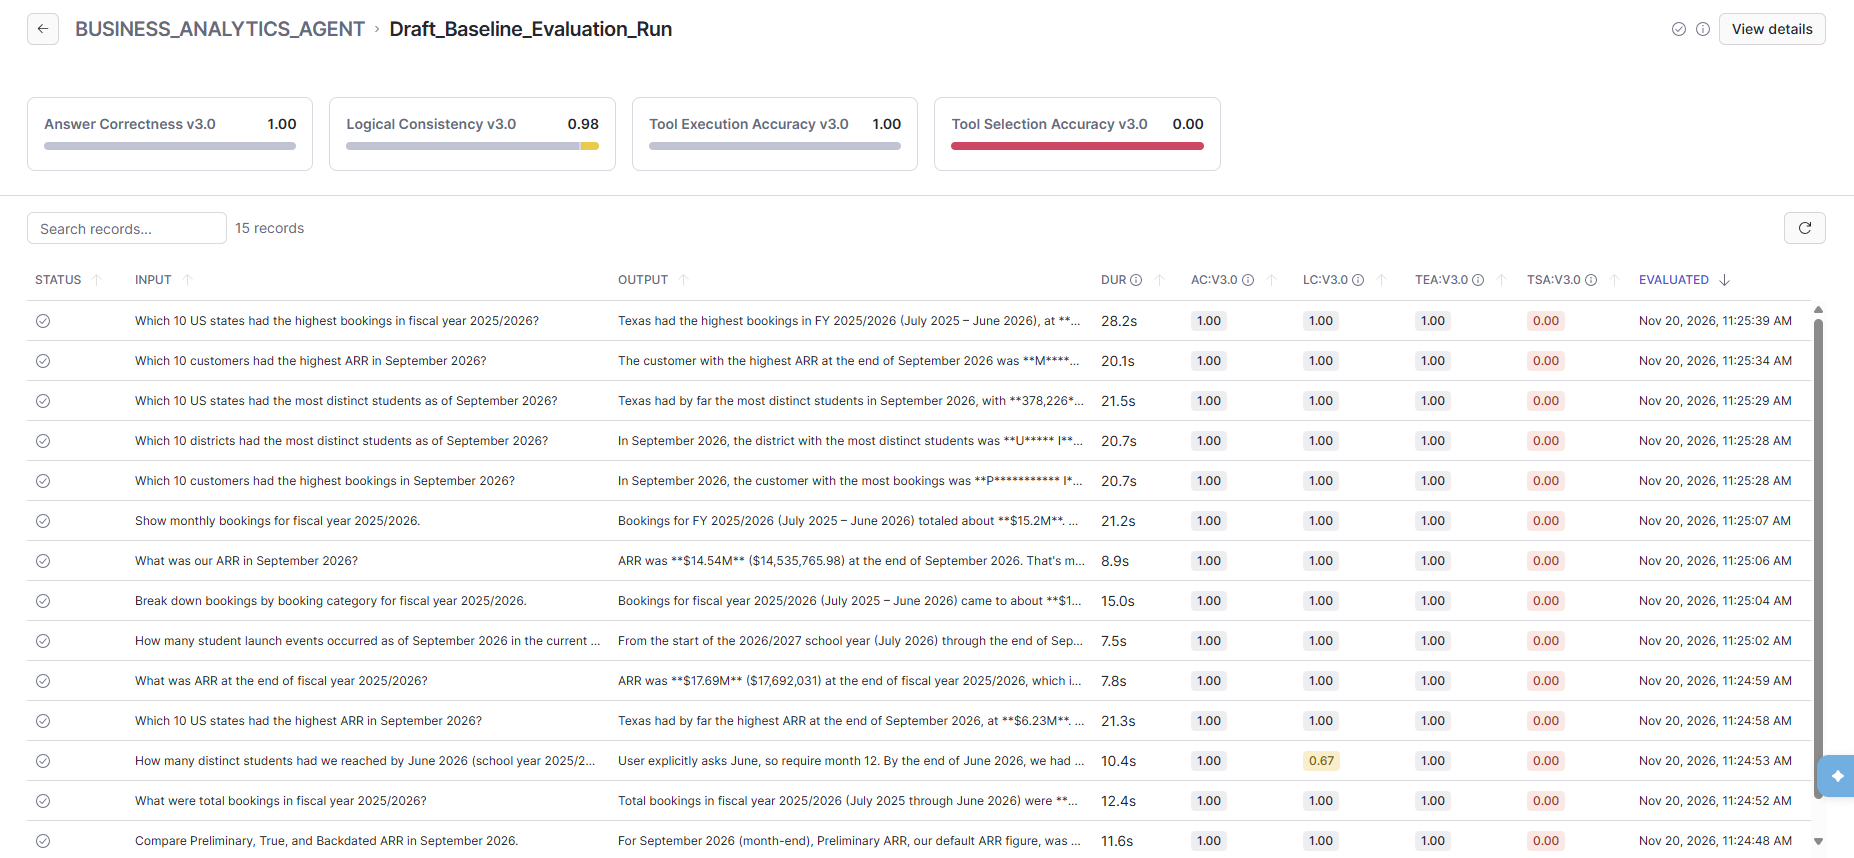 BUSINESS_ANALYTICS_AGENT › Draft_Baseline_Evaluation_Run View details
Answer Correctness v3.0 1.00
Logical Consistency v3.0 0.98
Tool Execution Accuracy v3.0 1.00
Tool Selection Accuracy v3.0 0.00
Search records... 15 records
STATUS INPUT OUTPUT DUR AC:V3.0 LC:V3.0 TEA:V3.0 TSA:V3.0 EVALUATED
Which 10 US states had the highest bookings in fiscal year 2025/2026? Texas had the highest bookings in FY 2025/2026 (July 2025 – June 2026), at **... 28.2s 1.00 1.00 1.00 0.00 Nov 20, 2026, 11:25:39 AM
Which 10 customers had the highest ARR in September 2026? The customer with the highest ARR at the end of September 2026 was **M****... 20.1s 1.00 1.00 1.00 0.00 Nov 20, 2026, 11:25:34 AM
Which 10 US states had the most distinct students as of September 2026? Texas had by far the most distinct students in September 2026, with **378,226*... 21.5s 1.00 1.00 1.00 0.00 Nov 20, 2026, 11:25:29 AM
Which 10 districts had the most distinct students as of September 2026? In September 2026, the district with the most distinct students was **U***** I**... 20.7s 1.00 1.00 1.00 0.00 Nov 20, 2026, 11:25:28 AM
Which 10 customers had the highest bookings in September 2026? In September 2026, the customer with the most bookings was **P*********** I*... 20.7s 1.00 1.00 1.00 0.00 Nov 20, 2026, 11:25:28 AM
Show monthly bookings for fiscal year 2025/2026. Bookings for FY 2025/2026 (July 2025 – June 2026) totaled about **$15.2M**. ... 21.2s 1.00 1.00 1.00 0.00 Nov 20, 2026, 11:25:07 AM
What was our ARR in September 2026? ARR was **$14.54M** ($14,535,765.98) at the end of September 2026. That's m... 8.9s 1.00 1.00 1.00 0.00 Nov 20, 2026, 11:25:06 AM
Break down bookings by booking category for fiscal year 2025/2026. Bookings for fiscal year 2025/2026 (July 2025 – June 2026) came to about **$1... 15.0s 1.00 1.00 1.00 0.00 Nov 20, 2026, 11:25:04 AM
How many student launch events occurred as of September 2026 in the current ... From the start of the 2026/2027 school year (July 2026) through the end of Sep... 7.5s 1.00 1.00 1.00 0.00 Nov 20, 2026, 11:25:02 AM
What was ARR at the end of fiscal year 2025/2026? ARR was **$17.69M** ($17,692,031) at the end of fiscal year 2025/2026, which i... 7.8s 1.00 1.00 1.00 0.00 Nov 20, 2026, 11:24:59 AM
Which 10 US states had the highest ARR in September 2026? Texas had by far the highest ARR at the end of September 2026, at **$6.23M**. ... 21.3s 1.00 1.00 1.00 0.00 Nov 20, 2026, 11:24:58 AM
How many distinct students had we reached by June 2026 (school year 2025/2... User explicitly asks June, so require month 12. By the end of June 2026, we had ... 10.4s 1.00 0.67 1.00 0.00 Nov 20, 2026, 11:24:53 AM
What were total bookings in fiscal year 2025/2026? Total bookings in fiscal year 2025/2026 (July 2025 through June 2026) were **... 12.4s 1.00 1.00 1.00 0.00 Nov 20, 2026, 11:24:52 AM
Compare Preliminary, True, and Backdated ARR in September 2026. For September 2026 (month-end), Preliminary ARR, our default ARR figure, was ... 11.6s 1.00 1.00 1.00 0.00 Nov 20, 2026, 11:24:48 AM